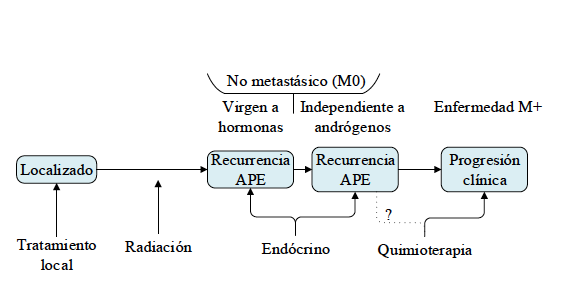 No metastásico (M0)
Virgen a
hormonas
Independiente a
andrógenos
Enfermedad M+
Localizado
Recurrencia
APE
Recurrencia
APE
Progresión
clínica
?
Tratamiento
local
Radiación
Endócrino
Quimioterapia